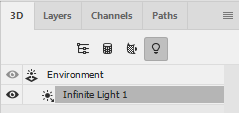 3D Layers Channels Paths
Environment
Infinite Light 1